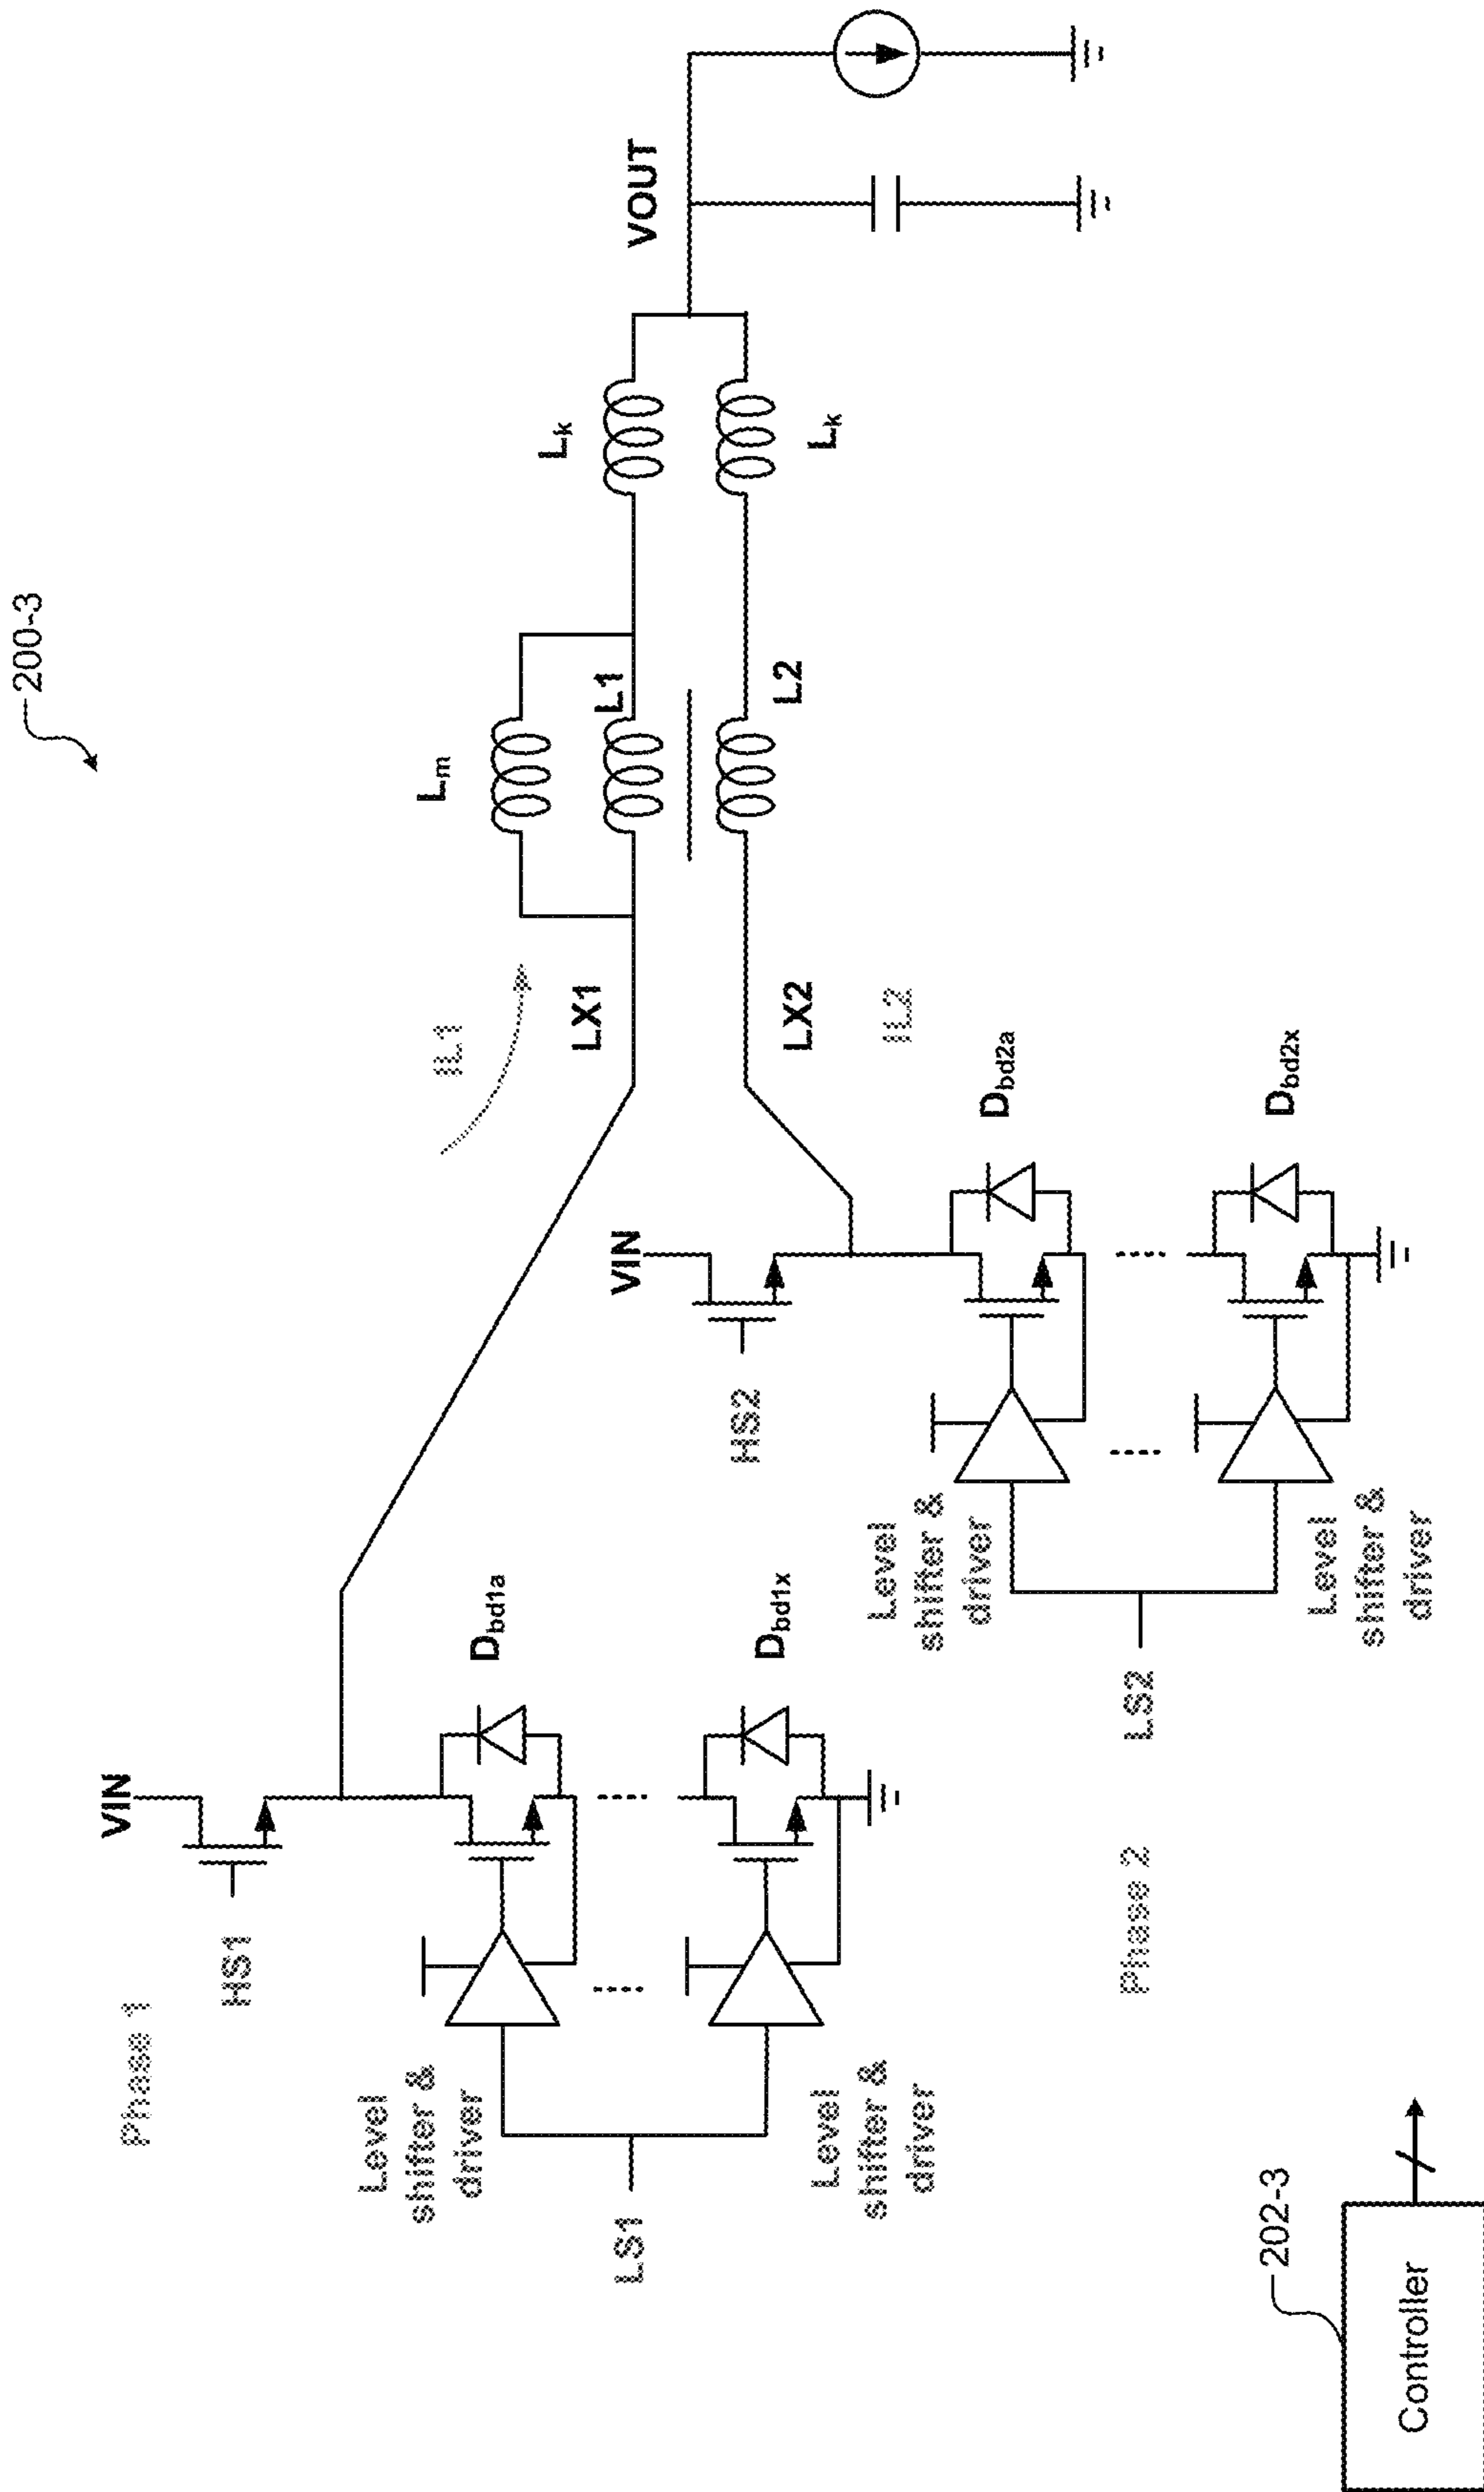 200-3
Phase 1
VIN
HS1
Level
shifter &
driver
LS1
Level
shifter &
driver
Dbd1a
Dbd1x
IL1
LX1
Lm
L1
Lk
VOUT
L2
Lk
LX2
IL2
VIN
HS2
Level
shifter &
driver
LS2
Level
shifter &
driver
Dbd2a
Dbd2x
Phase 2
202-3
Controller